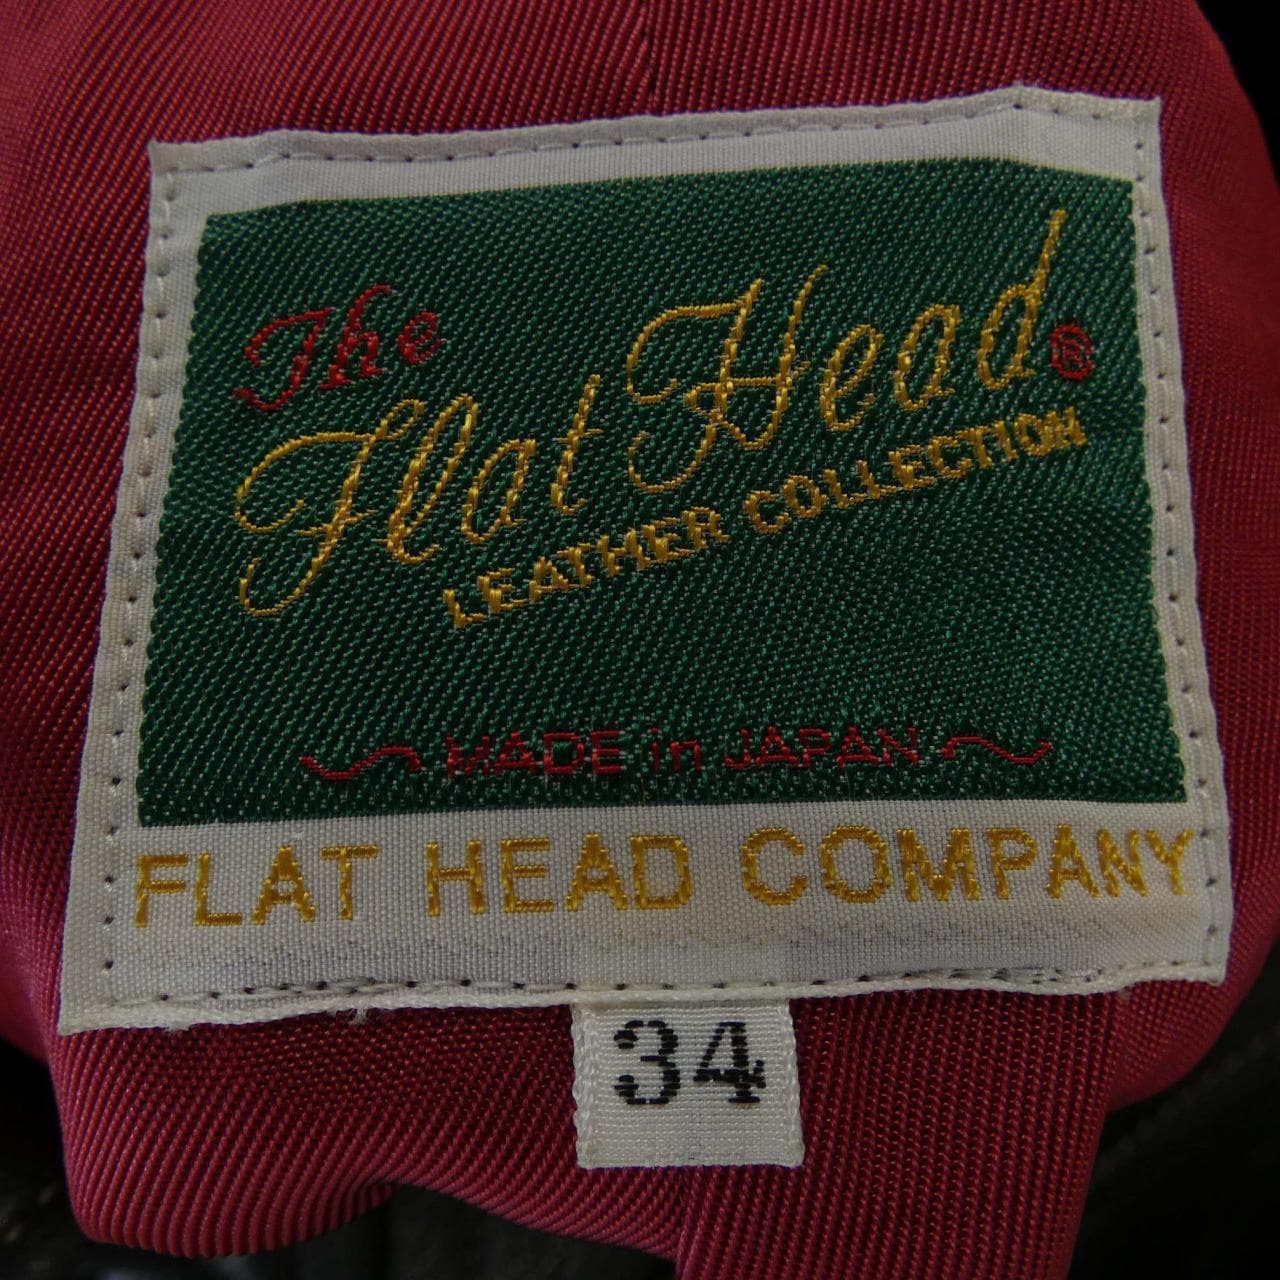 The
Flat Head®
LEATHER COLLECTION
MADE in JAPAN
FLAT HEAD COMPANY
34